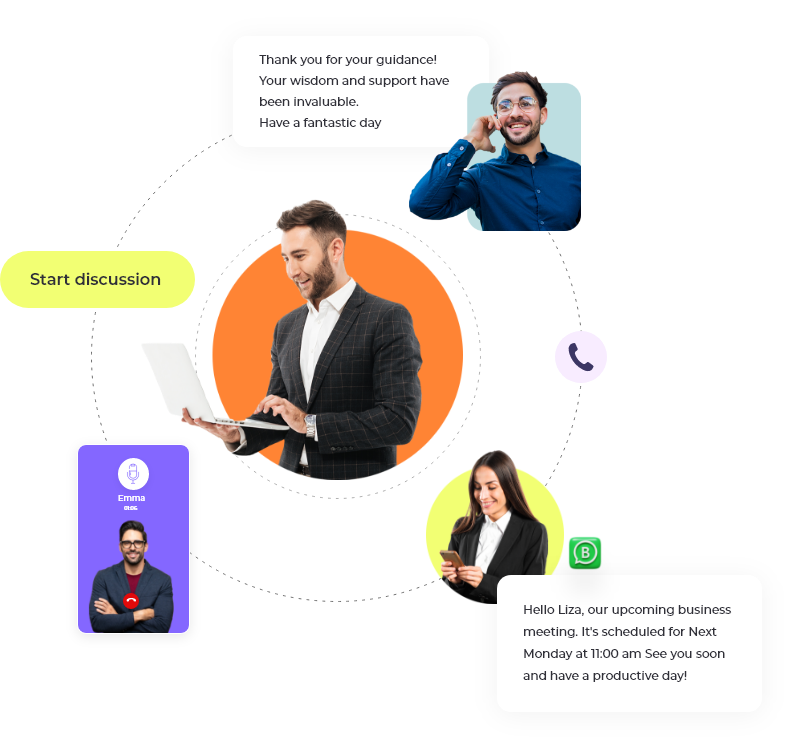 Thank you for your guidance!
Your wisdom and support have
been invaluable.
Have a fantastic day
Start discussion
Emma
B
Hello Liza, our upcoming business
meeting. It's scheduled for Next
Monday at 11:00 am See you soon
and have a productive day!